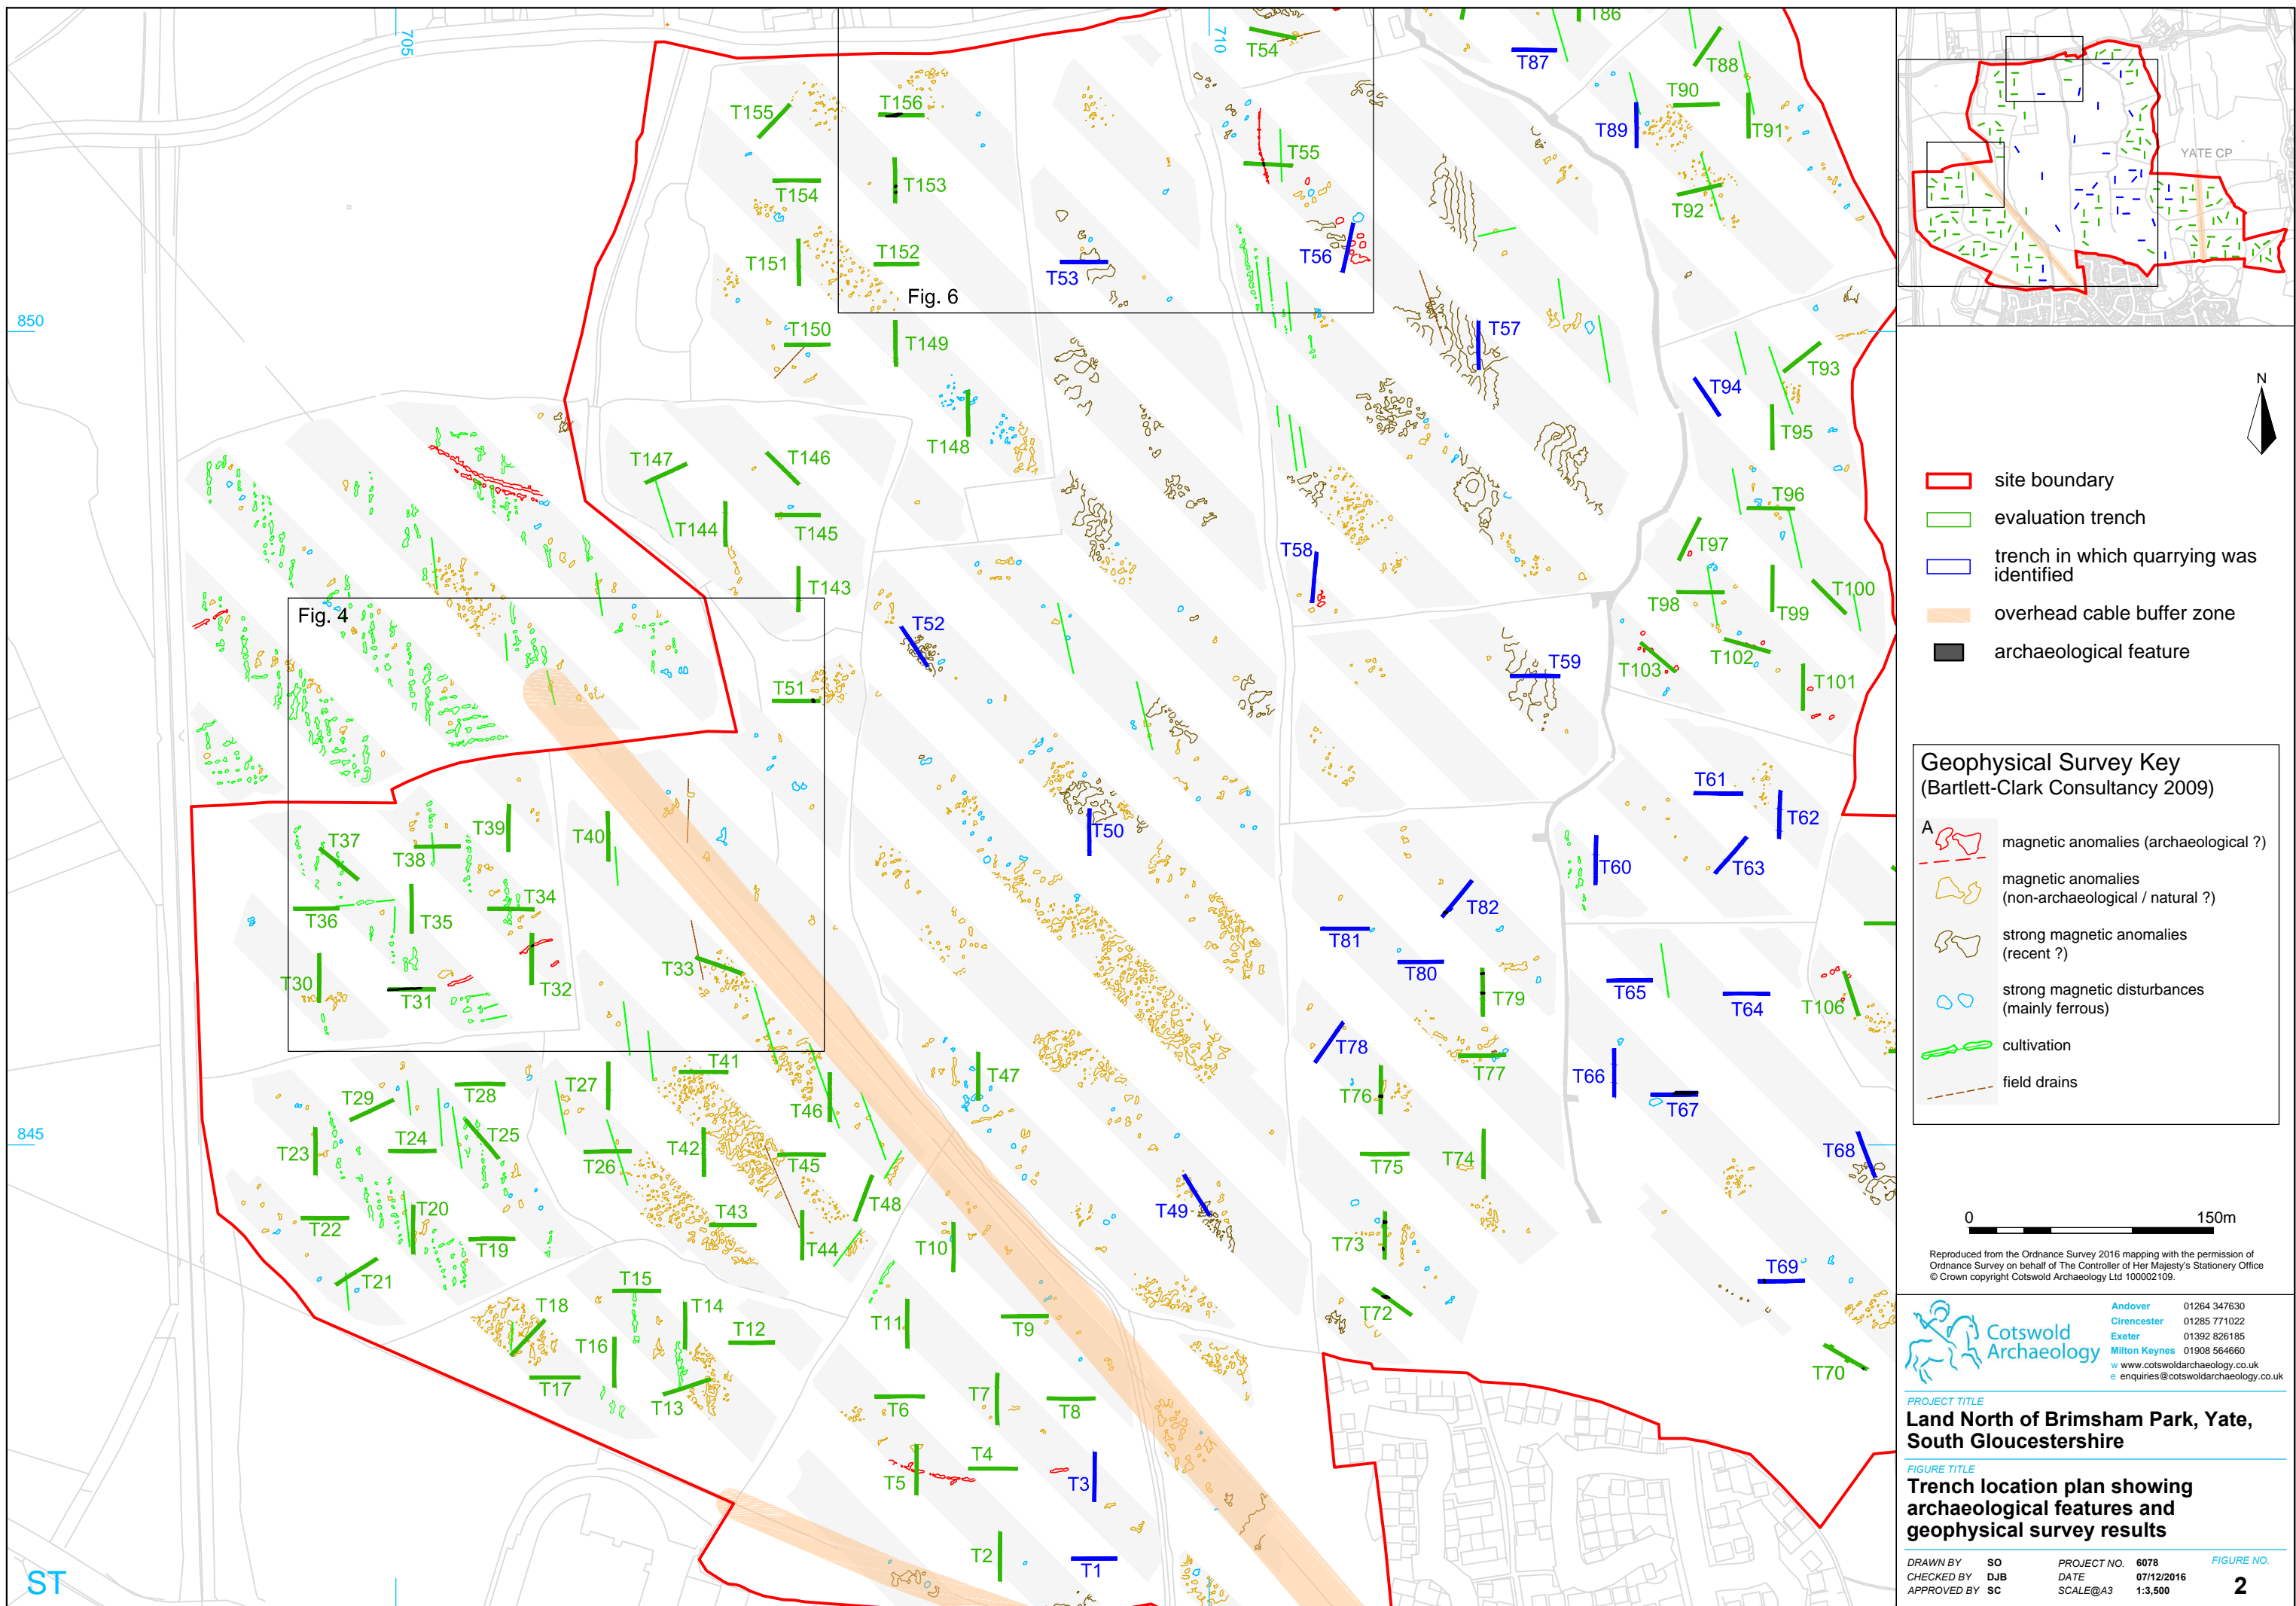 705
710
850
845
ST
T54
T86
T87
T88
T89
T90
T91
T92
T155
T156
T55
T153
T154
T151
T152
T53
T56
Fig. 6
T150
T149
T57
T93
T94
T95
T148
T147
T146
T144
T145
T96
T97
T58
T143
T98
T99
T100
Fig. 4
T52
T59
T103
T102
T101
T51
T61
T62
T50
T37
T38
T39
T40
T60
T63
T36
T35
T34
T82
T81
T80
T33
T30
T31
T32
T79
T65
T64
T106
T78
T41
T47
T77
T29
T28
T27
T46
T76
T66
T67
T23
T24
T25
T26
T42
T45
T75
T74
T68
T22
T20
T19
T43
T44
T48
T49
T10
T73
T21
T69
T15
T14
T18
T16
T12
T11
T9
T72
T17
T13
T70
T6
T7
T8
T5
T4
T3
T2
T1
YATE CP
N
site boundary
evaluation trench
trench in which quarrying was
identified
overhead cable buffer zone
archaeological feature
Geophysical Survey Key
(Bartlett-Clark Consultancy 2009)
A
magnetic anomalies (archaeological ?)
magnetic anomalies
(non-archaeological / natural ?)
strong magnetic anomalies
(recent ?)
strong magnetic disturbances
(mainly ferrous)
cultivation
field drains
0 150m
Reproduced from the Ordnance Survey 2016 mapping with the permission of
Ordnance Survey on behalf of The Controller of Her Majesty's Stationery Office
© Crown copyright Cotswold Archaeology Ltd 100002109.
Cotswold
Archaeology
Andover 01264 347630
Cirencester 01285 771022
Exeter 01392 826185
Milton Keynes 01908 564660
w www.cotswoldarchaeology.co.uk
e enquiries@cotswoldarchaeology.co.uk
PROJECT TITLE
Land North of Brimsham Park, Yate,
South Gloucestershire
FIGURE TITLE
Trench location plan showing
archaeological features and
geophysical survey results
DRAWN BY SO PROJECT NO. 6078 FIGURE NO.
CHECKED BY DJB DATE 07/12/2016
APPROVED BY SC SCALE@A3 1:3,500 2